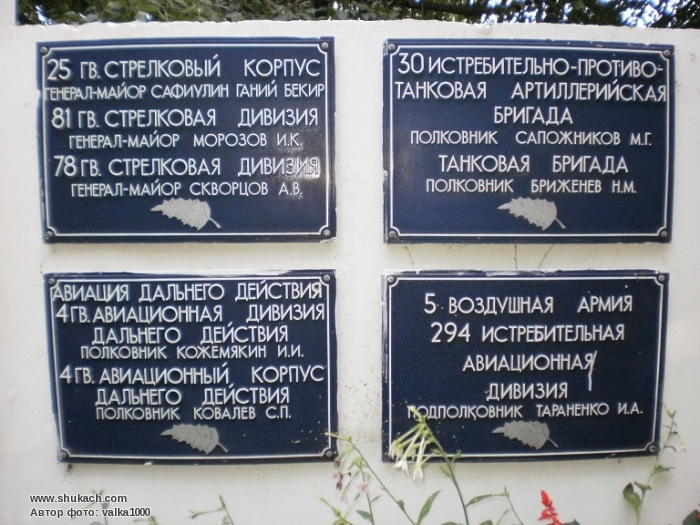 25 ГВ. СТРЕЛКОВЫЙ КОРПУС
ГЕНЕРАЛ-МАЙОР САФИУЛИН ГАНИЙ БЕКИР
81 ГВ. СТРЕЛКОВАЯ ДИВИЗИЯ
ГЕНЕРАЛ-МАЙОР МОРОЗОВ И.К.
78 ГВ. СТРЕЛКОВАЯ ДИВИЗИЯ
ГЕНЕРАЛ-МАЙОР СКВОРЦОВ А.В.
30 ИСТРЕБИТЕЛЬНО-ПРОТИВО-
ТАНКОВАЯ АРТИЛЛЕРИЙСКАЯ
БРИГАДА
ПОЛКОВНИК САПОЖНИКОВ М.Г.
ТАНКОВАЯ БРИГАДА
ПОЛКОВНИК БРИЖЕНЕВ Н.М.
АВИАЦИЯ ДАЛЬНЕГО ДЕЙСТВИЯ
4 ГВ. АВИАЦИОННАЯ ДИВИЗИЯ
ДАЛЬНЕГО ДЕЙСТВИЯ
ПОЛКОВНИК КОЖЕМЯКИН И.И.
4 ГВ. АВИАЦИОННЫЙ КОРПУС
ДАЛЬНЕГО ДЕЙСТВИЯ
ПОЛКОВНИК КОВАЛЕВ С.П.
5 ВОЗДУШНАЯ АРМИЯ
294 ИСТРЕБИТЕЛЬНАЯ
АВИАЦИОННАЯ
ДИВИЗИЯ
ПОДПОЛКОВНИК ТАРАНЕНКО И.А.
www.shukach.com
Автор фото: valka1000